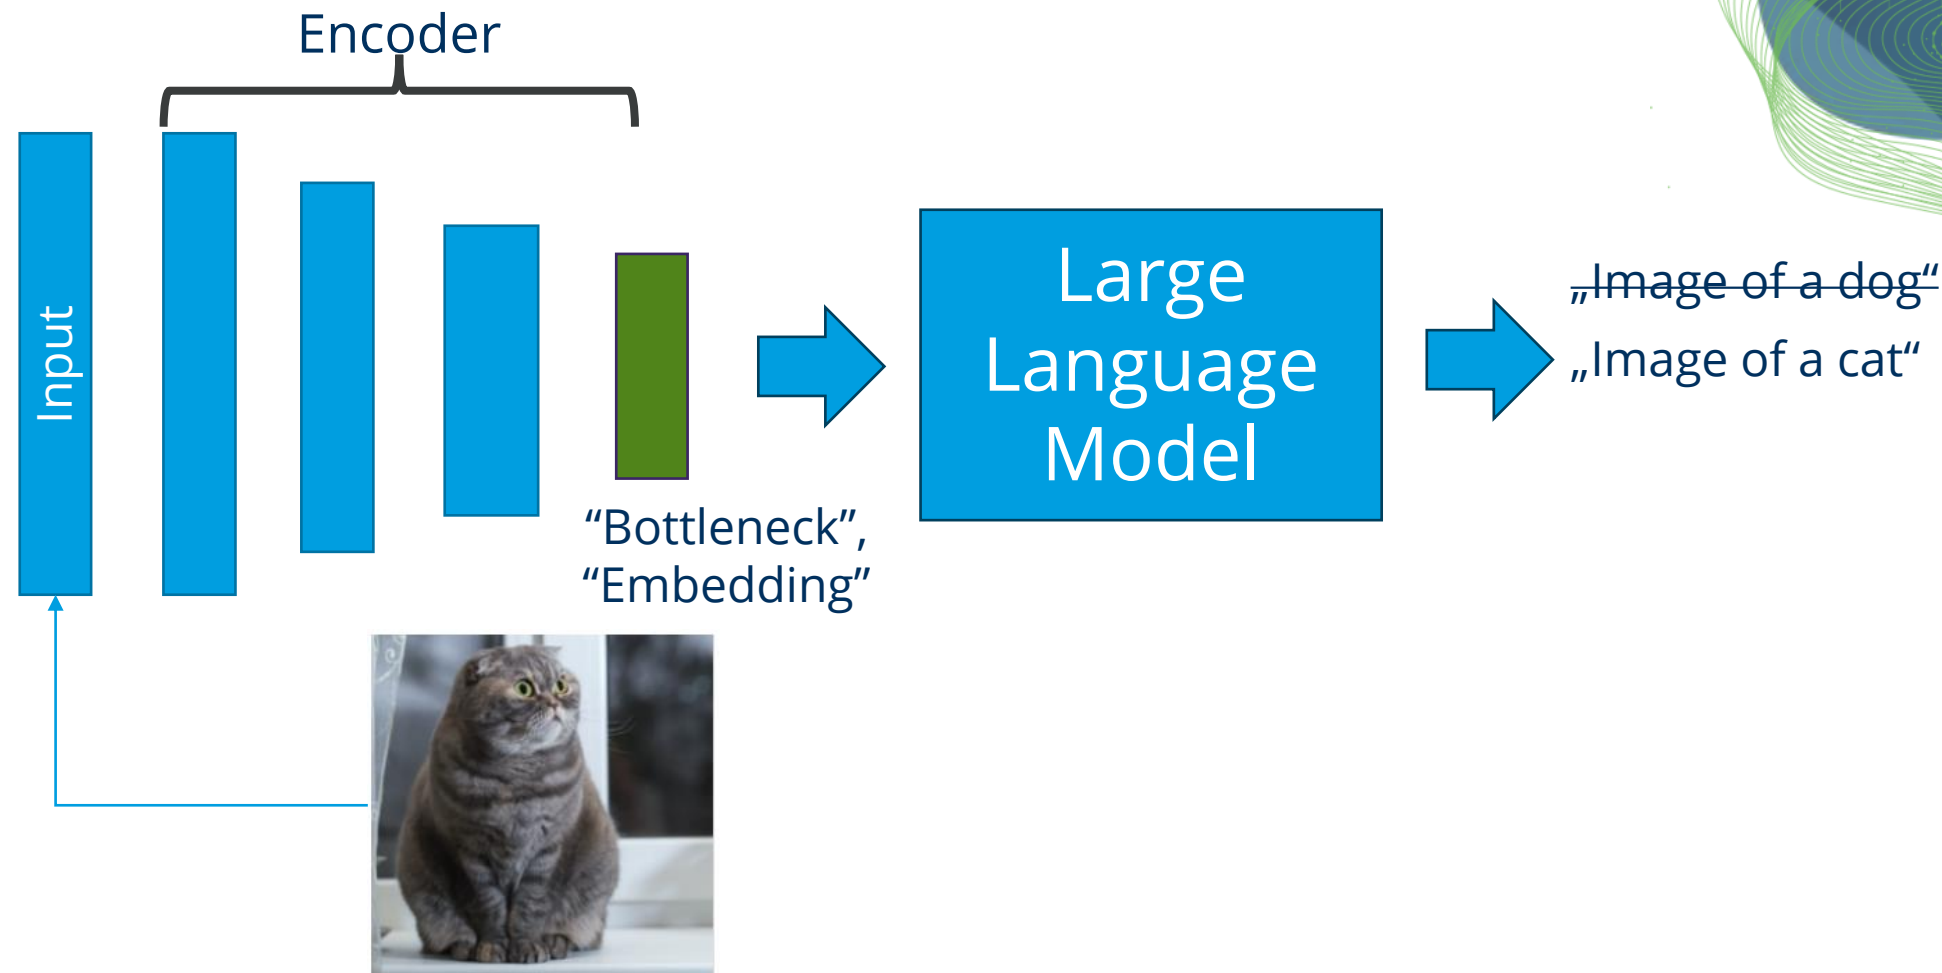 Encoder
Input
“Bottleneck”,
“Embedding”
Large
Language
Model
„Image of a dog“
„Image of a cat“